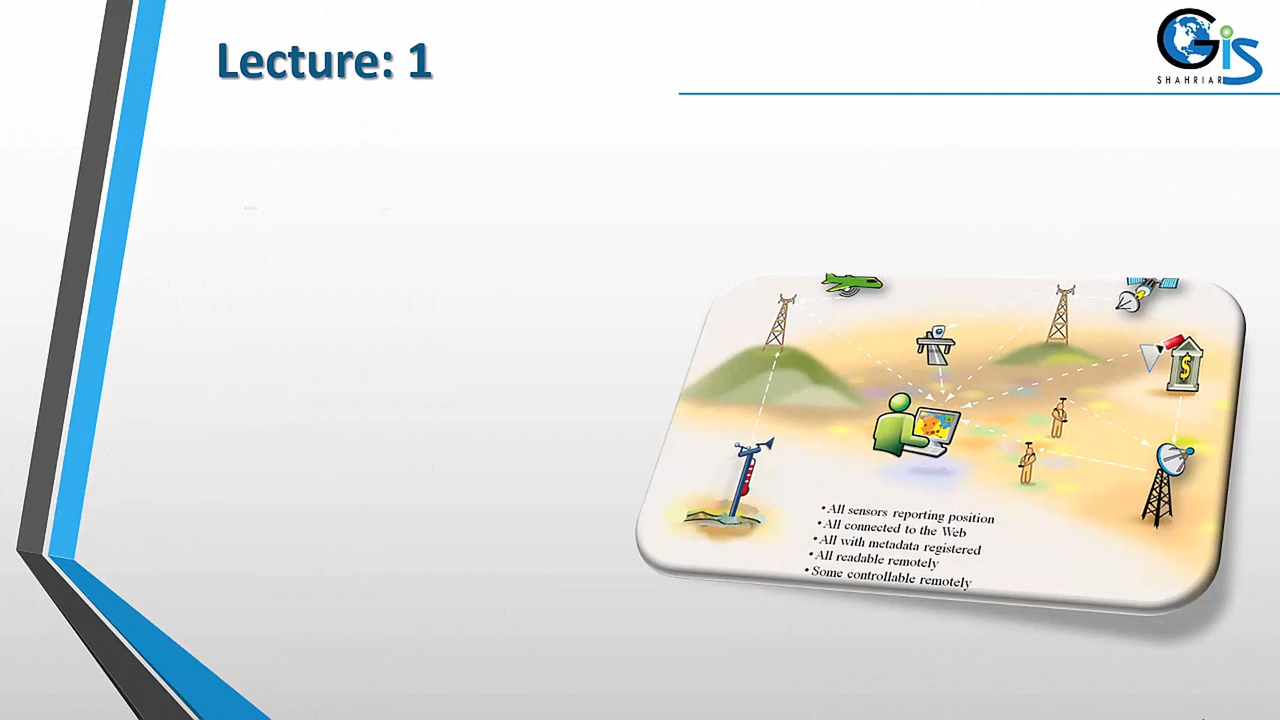 Lecture: 1
GiS
SHAHRIAR
$
• All sensors reporting position
• All connected to the Web
• All with metadata registered
• All readable remotely
• Some controllable remotely